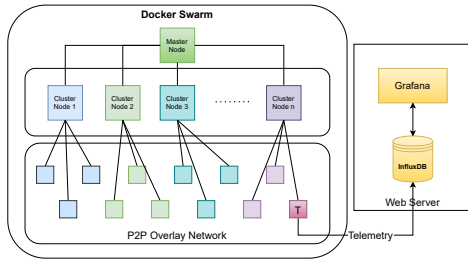 Docker Swarm
Master
Node
Cluster
Node 1
Cluster
Node 2
Cluster
Node 3
........
Cluster
Node n
T
P2P Overlay Network
Telemetry
Grafana
InfluxDB
Web Server